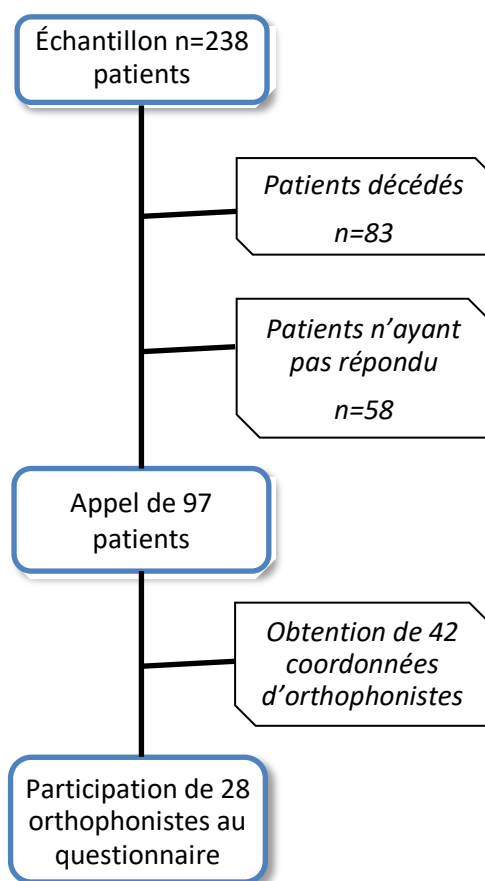 Échantillon n=238
patients
Patients décédés
n=83
Patients n’ayant
pas répondu
n=58
Appel de 97
patients
Obtention de 42
coordonnées
d’orthophonistes
Participation de 28
orthophonistes au
questionnaire